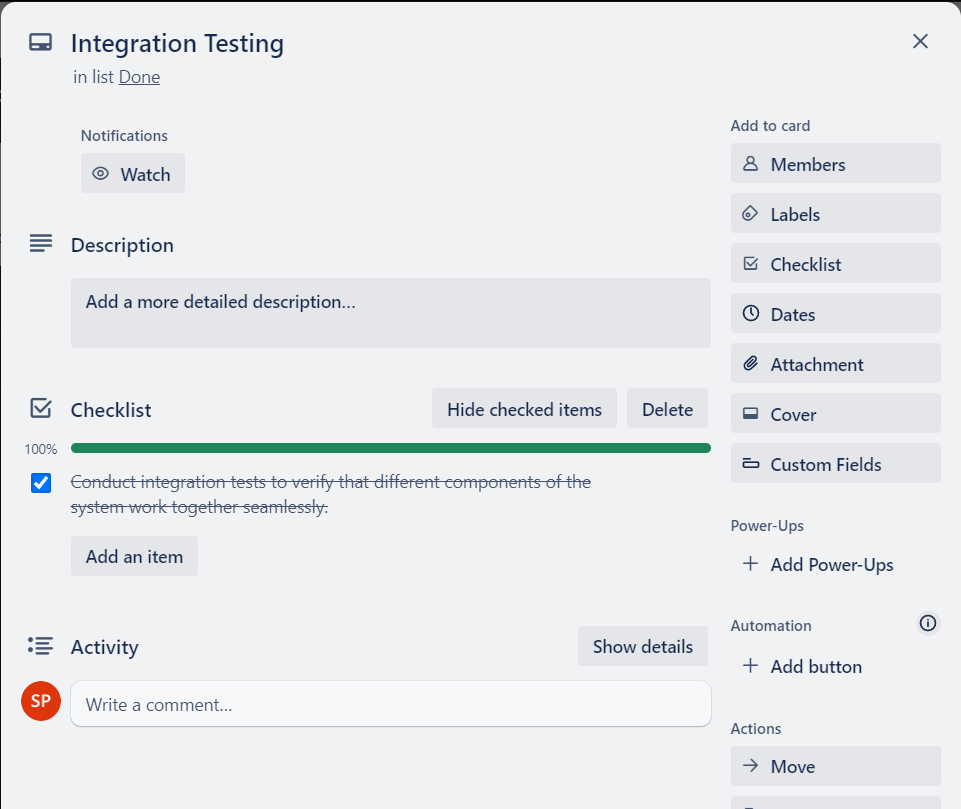 Integration Testing
in list Done
Notifications
Watch
Description
Add a more detailed description...
Checklist
Hide checked items
Delete
100%
Conduct integration tests to verify that different components of the
system work together seamlessly.
Add an item
Activity
Show details
SP
Write a comment...
Add to card
Members
Labels
Checklist
Dates
Attachment
Cover
Custom Fields
Power-Ups
Add Power-Ups
Automation
Add button
Actions
Move